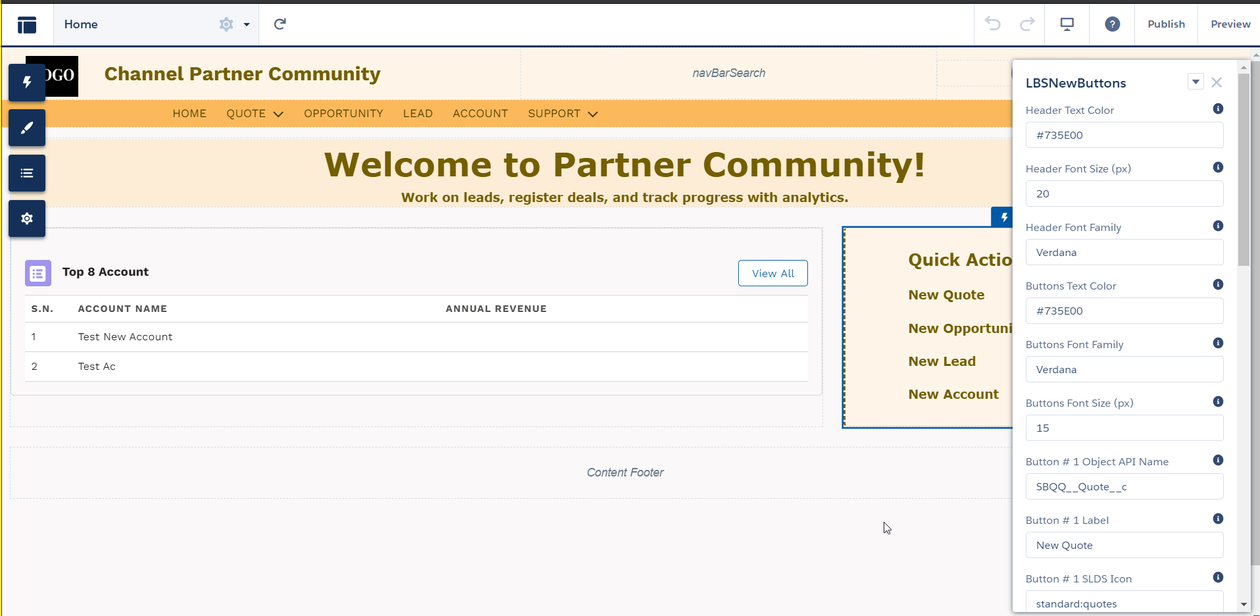 Home
Publish
Preview
OGO
Channel Partner Community
navBarSearch
HOME QUOTE OPPORTUNITY LEAD ACCOUNT SUPPORT
Welcome to Partner Community!
Work on leads, register deals, and track progress with analytics.
Top 8 Account
View All
S.N. ACCOUNT NAME ANNUAL REVENUE
1 Test New Account
2 Test Ac
Quick Actio
New Quote
New Opportuni
New Lead
New Account
Content Footer
LBSNewButtons
Header Text Color
#735E00
Header Font Size (px)
20
Header Font Family
Verdana
Buttons Text Color
#735E00
Buttons Font Family
Verdana
Buttons Font Size (px)
15
Button # 1 Object API Name
SBQQ__Quote__c
Button # 1 Label
New Quote
Button # 1 SLDS Icon
standard:quotes